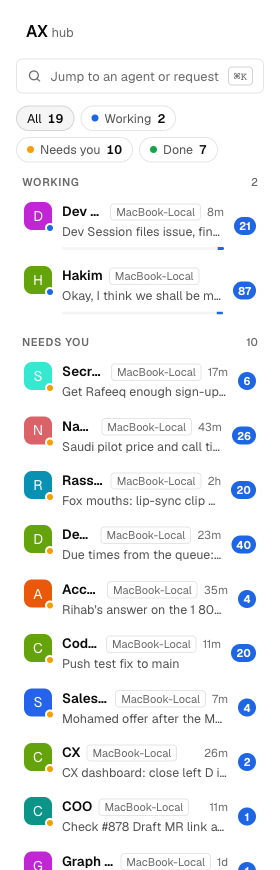 AX hub
Jump to an agent or request ⌘K
All 19 Working 2
Needs you 10 Done 7
WORKING 2
D Dev ... MacBook-Local 8m
Dev Session files issue, fin... 21
H Hakim MacBook-Local
Okay, I think we shall be m... 87
NEEDS YOU 10
S Secr... MacBook-Local 17m
Get Rafeeq enough sign-up... 6
N Na... MacBook-Local 43m
Saudi pilot price and call ti... 26
R Rass... MacBook-Local 2h
Fox mouths: lip-sync clip ... 20
D De... MacBook-Local 23m
Due times from the queue:... 40
A Acc... MacBook-Local 35m
Rihab's answer on the 1 80... 4
C Cod... MacBook-Local 11m
Push test fix to main 20
S Sales... MacBook-Local 7m
Mohamed offer after the M... 4
C CX MacBook-Local 26m
CX dashboard: close left D i... 2
C COO MacBook-Local 11m
Check #878 Draft MR link a... 1
G Graph ... MacBook-Local 1d